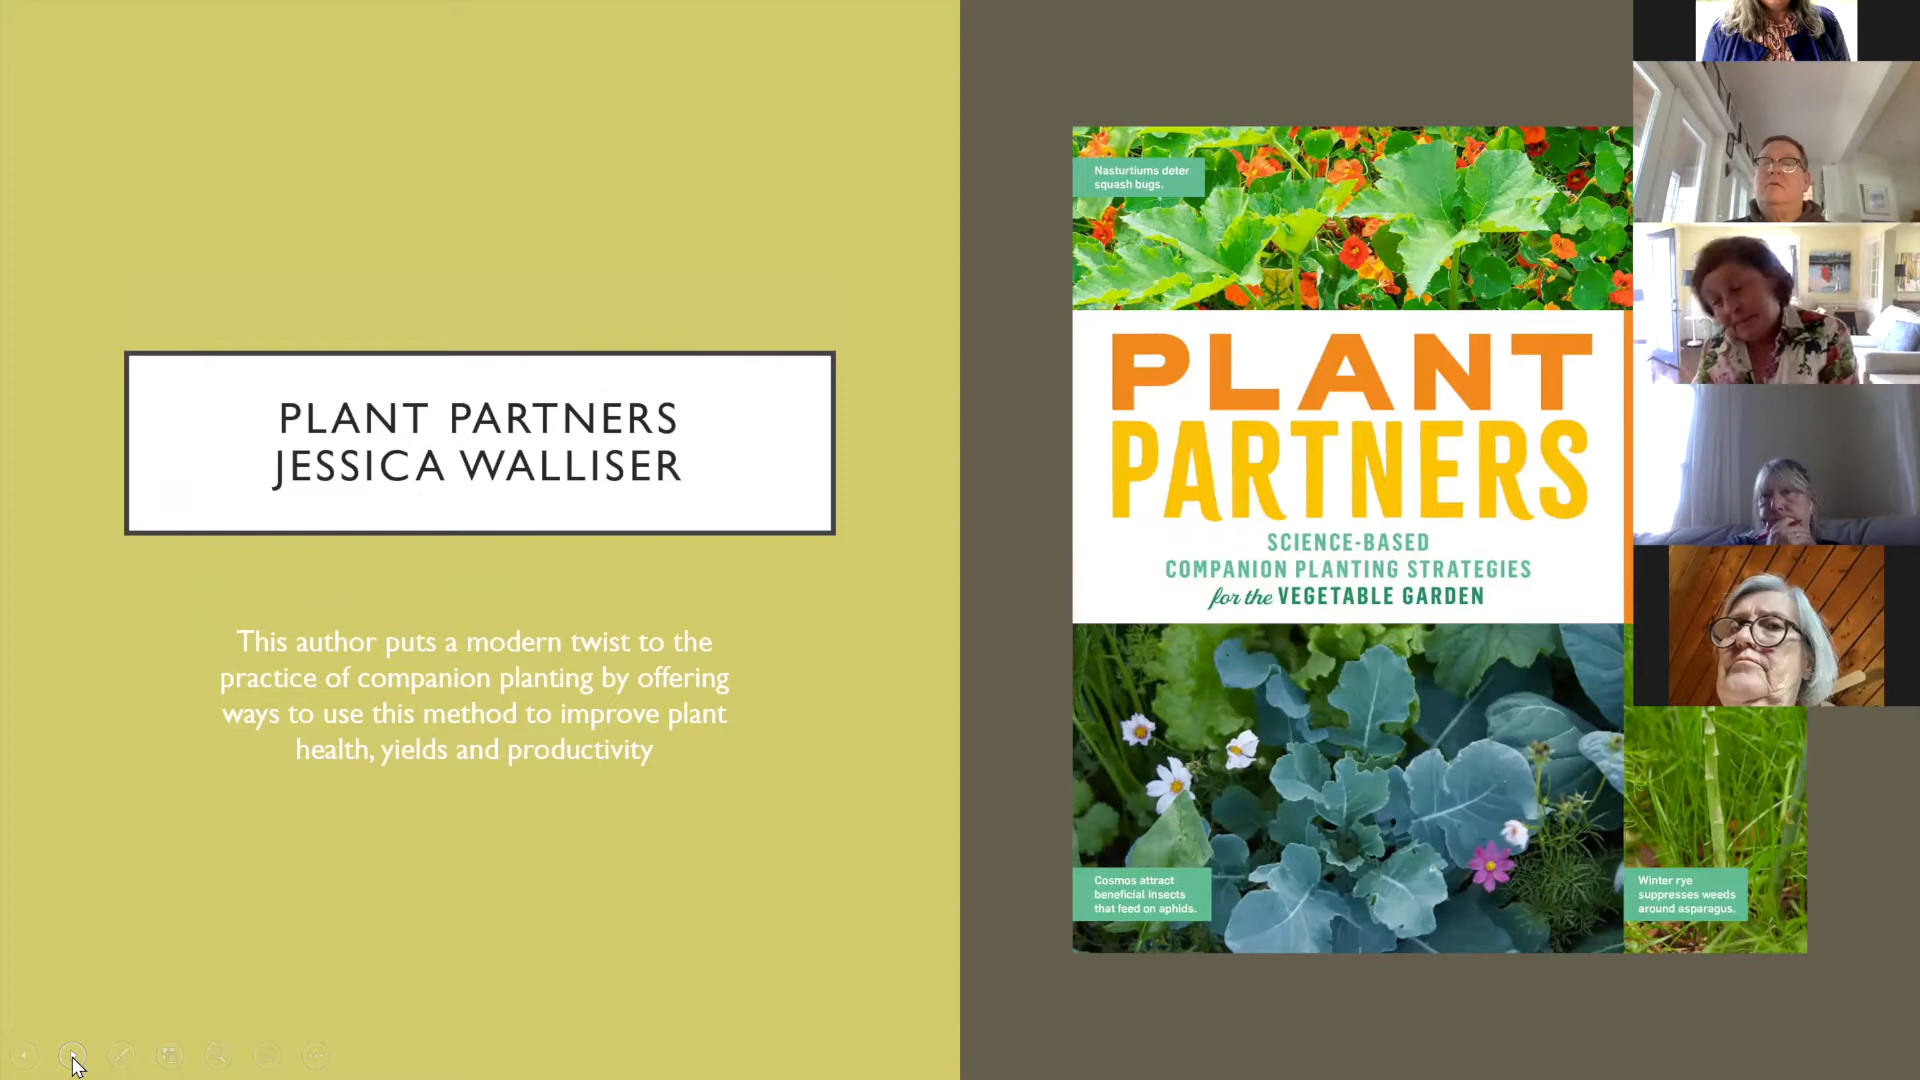 PLANT PARTNERS
JESSICA WALLISER
This author puts a modern twist to the
practice of companion planting by offering
ways to use this method to improve plant
health, yields and productivity
Nasturtiums deter
squash bugs.
PLANT
PARTNERS
SCIENCE-BASED
COMPANION PLANTING STRATEGIES
for the VEGETABLE GARDEN
Cosmos attract
beneficial insects
that feed on aphids.
Winter rye
suppresses weeds
around asparagus.